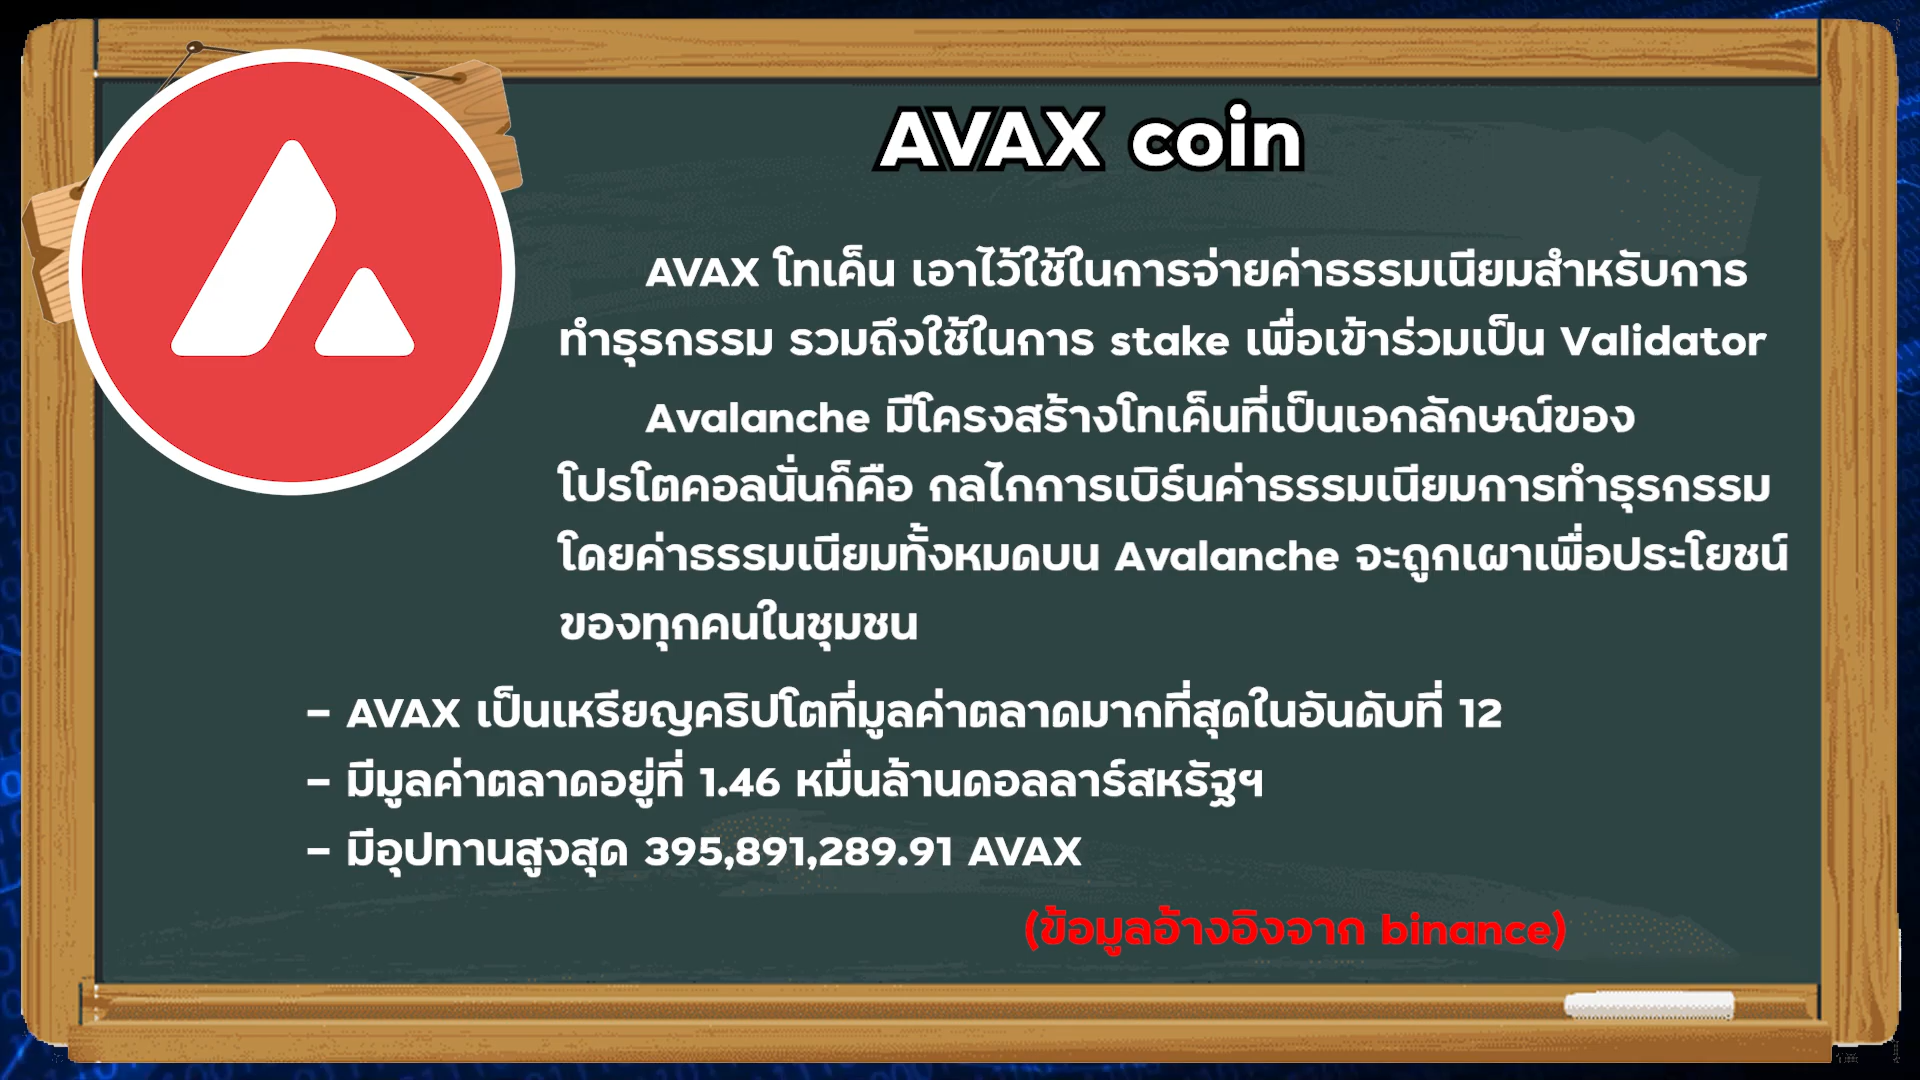 AVAX coin
AVAX โทเค็น เอาไว้ใช้ในการจ่ายค่าธรรมเนียมสำหรับการ
ทำธุรกรรม รวมถึงใช้ในการ stake เพื่อเข้าร่วมเป็น Validator
Avalanche มีโครงสร้างโทเค็นที่เป็นเอกลักษณ์ของ
โปรโตคอลนั่นก็คือ กลไกการเบิร์นค่าธรรมเนียมการทำธุรกรรม
โดยค่าธรรมเนียมทั้งหมดบน Avalanche จะถูกเผาเพื่อประโยชน์
ของทุกคนในชุมชน
– AVAX เป็นเหรียญคริปโตที่มูลค่าตลาดมากที่สุดในอันดับที่ 12
– มีมูลค่าตลาดอยู่ที่ 1.46 หมื่นล้านดอลลาร์สหรัฐฯ
– มีอุปทานสูงสุด 395,891,289.91 AVAX
(ข้อมูลอ้างอิงจาก binance)